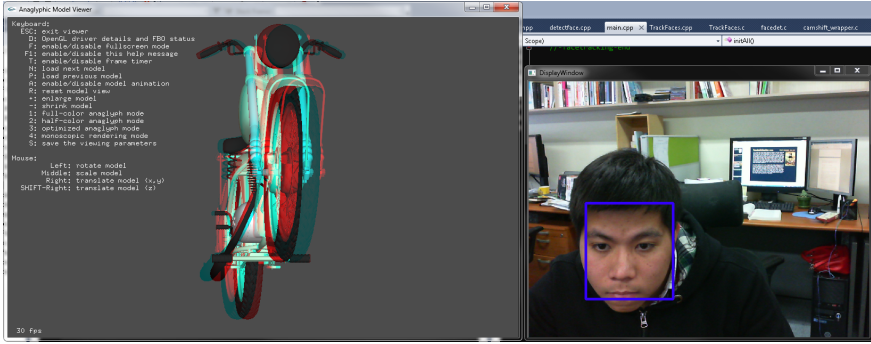 Anaglyphic Model Viewer
Keyboard:
ESC: exit viewer
D: OpenGL driver details and FBO status
F: enable/disable fullscreen mode
F1: enable/disable this help message
T: enable/disable frame timer
N: load next model
P: load previous model
A: enable/disable model animation
R: reset model view
+: enlarge model
-: shrink model
1: full-color anaglyph mode
2: half-color anaglyph mode
3: optimized anaglyph mode
4: monoscopic rendering mode
S: save the viewing parameters
Mouse:
Left: rotate model
Middle: scale model
Right: translate model (x,y)
SHIFT-Right: translate model (z)
30 fps
detectface.cpp main.cpp TrackFaces.cpp TrackFaces.c facedet.c camshift_wrapper.c
Scope) initAll()
//-facetracking-end
DisplayWindow